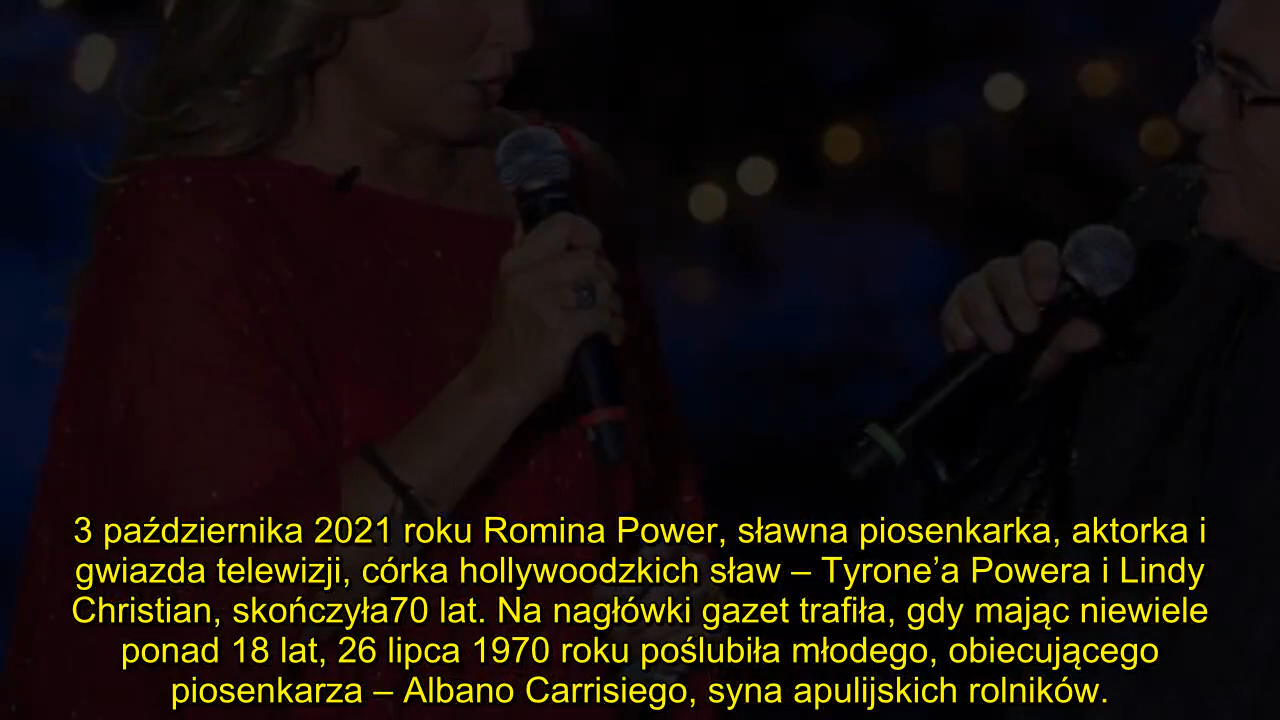 3 października 2021 roku Romina Power, sławna piosenkarka, aktorka i
gwiazda telewizji, córka hollywoodzkich sław – Tyrone’a Powera i Lindy
Christian, skończyła70 lat. Na nagłówki gazet trafiła, gdy mając niewiele
ponad 18 lat, 26 lipca 1970 roku poślubiła młodego, obiecującego
piosenkarza – Albano Carrisiego, syna apulijskich rolników.